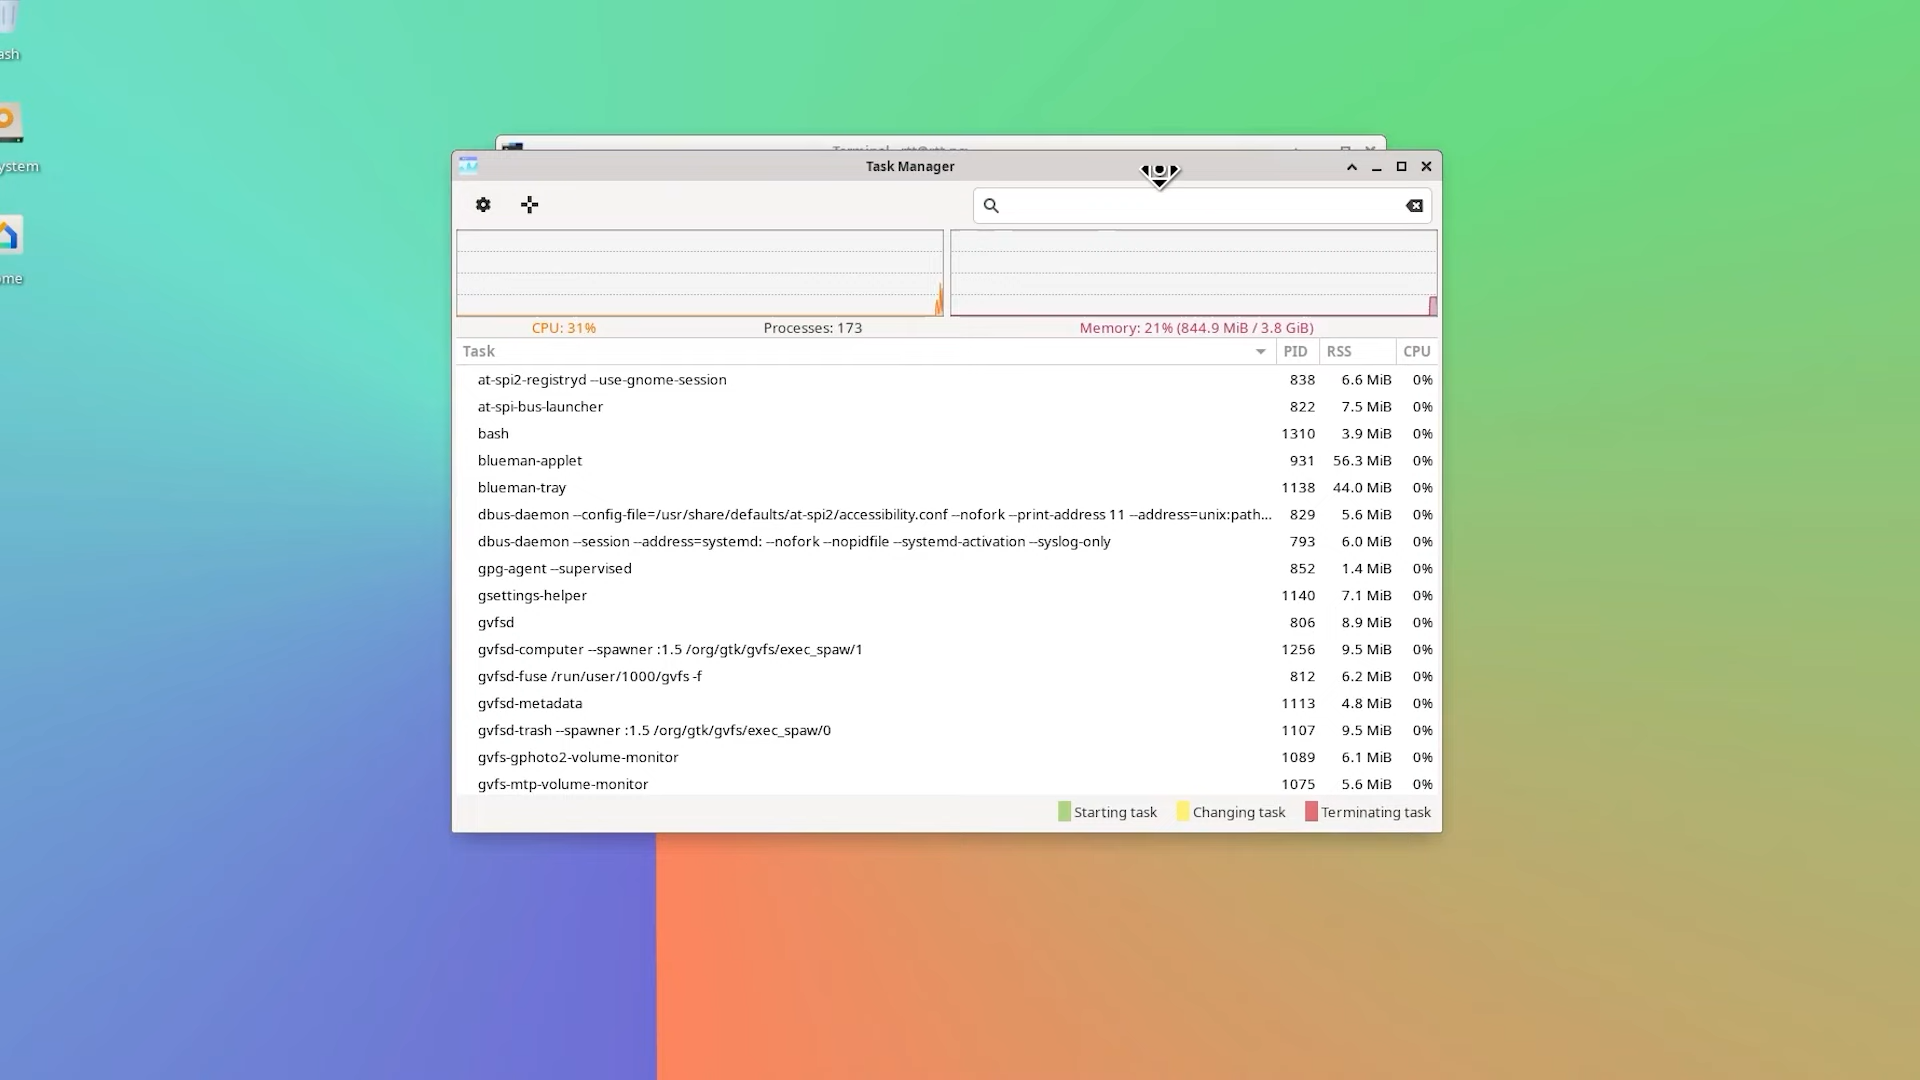 ash
ystem
me
Task Manager
CPU: 31%
Processes: 173
Memory: 21% (844.9 MiB / 3.8 GiB)
Task PID RSS CPU
at-spi2-registryd --use-gnome-session 838 6.6 MiB 0%
at-spi-bus-launcher 822 7.5 MiB 0%
bash 1310 3.9 MiB 0%
blueman-applet 931 56.3 MiB 0%
blueman-tray 1138 44.0 MiB 0%
dbus-daemon --config-file=/usr/share/defaults/at-spi2/accessibility.conf --nofork --print-address 11 --address=unix:path... 829 5.6 MiB 0%
dbus-daemon --session --address=systemd: --nofork --nopidfile --systemd-activation --syslog-only 793 6.0 MiB 0%
gpg-agent --supervised 852 1.4 MiB 0%
gsettings-helper 1140 7.1 MiB 0%
gvfsd 806 8.9 MiB 0%
gvfsd-computer --spawner :1.5 /org/gtk/gvfs/exec_spaw/1 1256 9.5 MiB 0%
gvfsd-fuse /run/user/1000/gvfs -f 812 6.2 MiB 0%
gvfsd-metadata 1113 4.8 MiB 0%
gvfsd-trash --spawner :1.5 /org/gtk/gvfs/exec_spaw/0 1107 9.5 MiB 0%
gvfs-gphoto2-volume-monitor 1089 6.1 MiB 0%
gvfs-mtp-volume-monitor 1075 5.6 MiB 0%
Starting task Changing task Terminating task